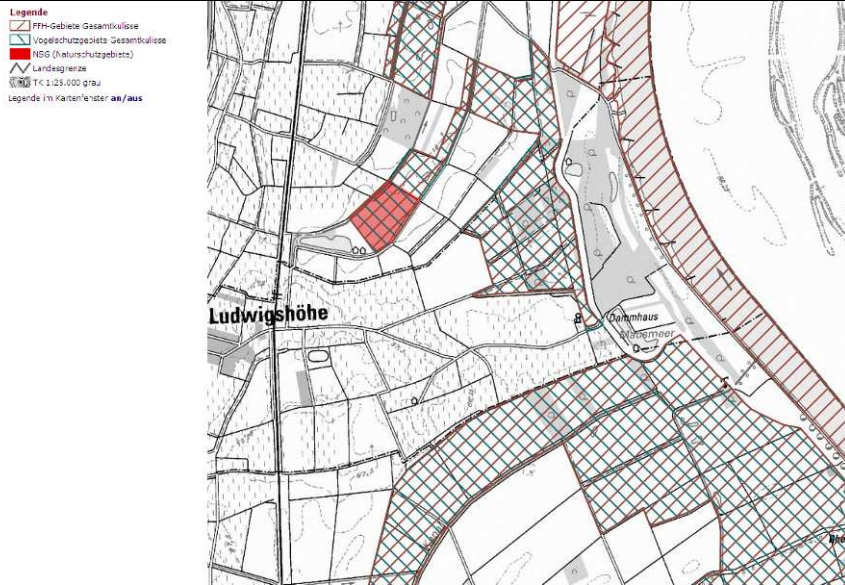 Legende
FFH-Gebiete Gesamtkulisse
Vogelschutzgebiete Gesamtkulisse
NSG (Naturschutzgebiete)
Landesgrenze
TK 1:25.000 grau
Legende im Kartenfenster an/aus
Ludwigshöhe
Dammhaus